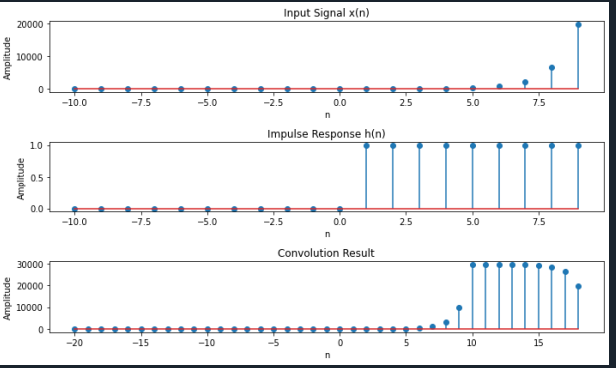 Input Signal x(n)
20000
10000
0
Amplitude
−10.0 −7.5 −5.0 −2.5 0.0 2.5 5.0 7.5
n
Impulse Response h(n)
1.0
0.5
0.0
Amplitude
−10.0 −7.5 −5.0 −2.5 0.0 2.5 5.0 7.5
n
Convolution Result
30000
20000
10000
0
Amplitude
−20 −15 −10 −5 0 5 10 15
n